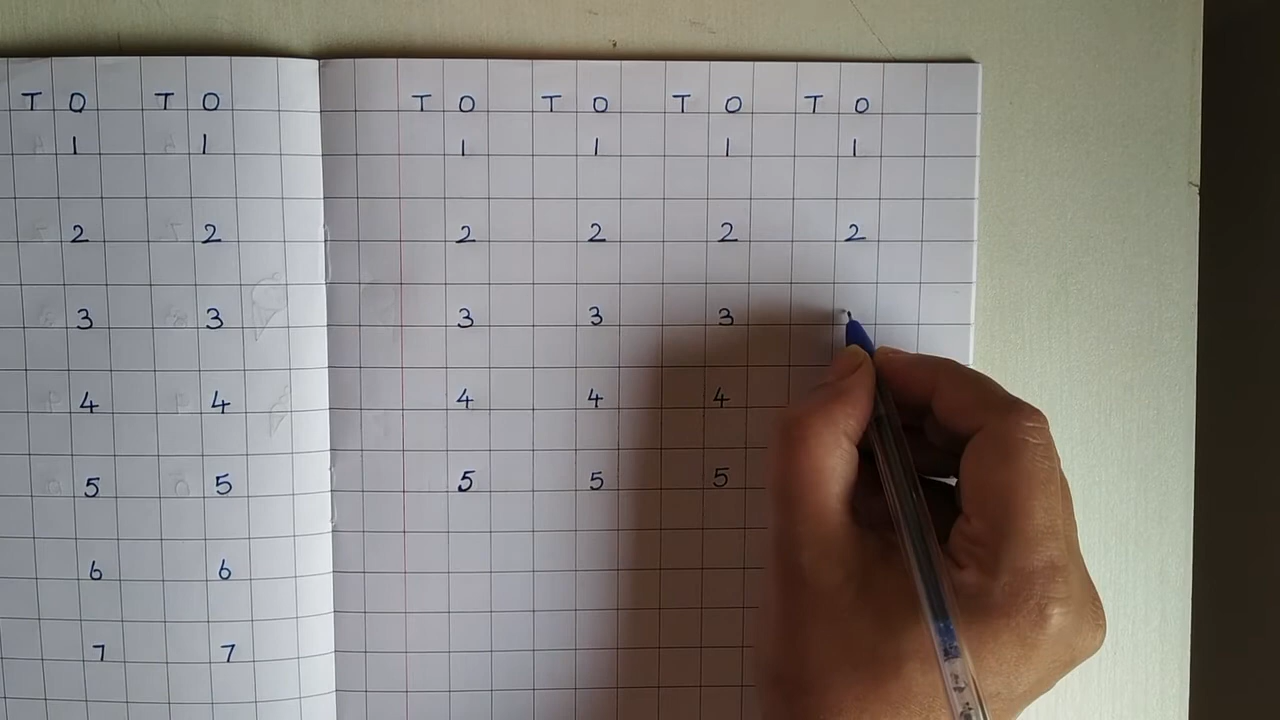 T O T O T O T O T O T O
1 1 1 1 1 1
2 2 2 2 2 2
3 3 3 3 3
4 4 4 4 4
5 5 5 5 5
6 6
7 7